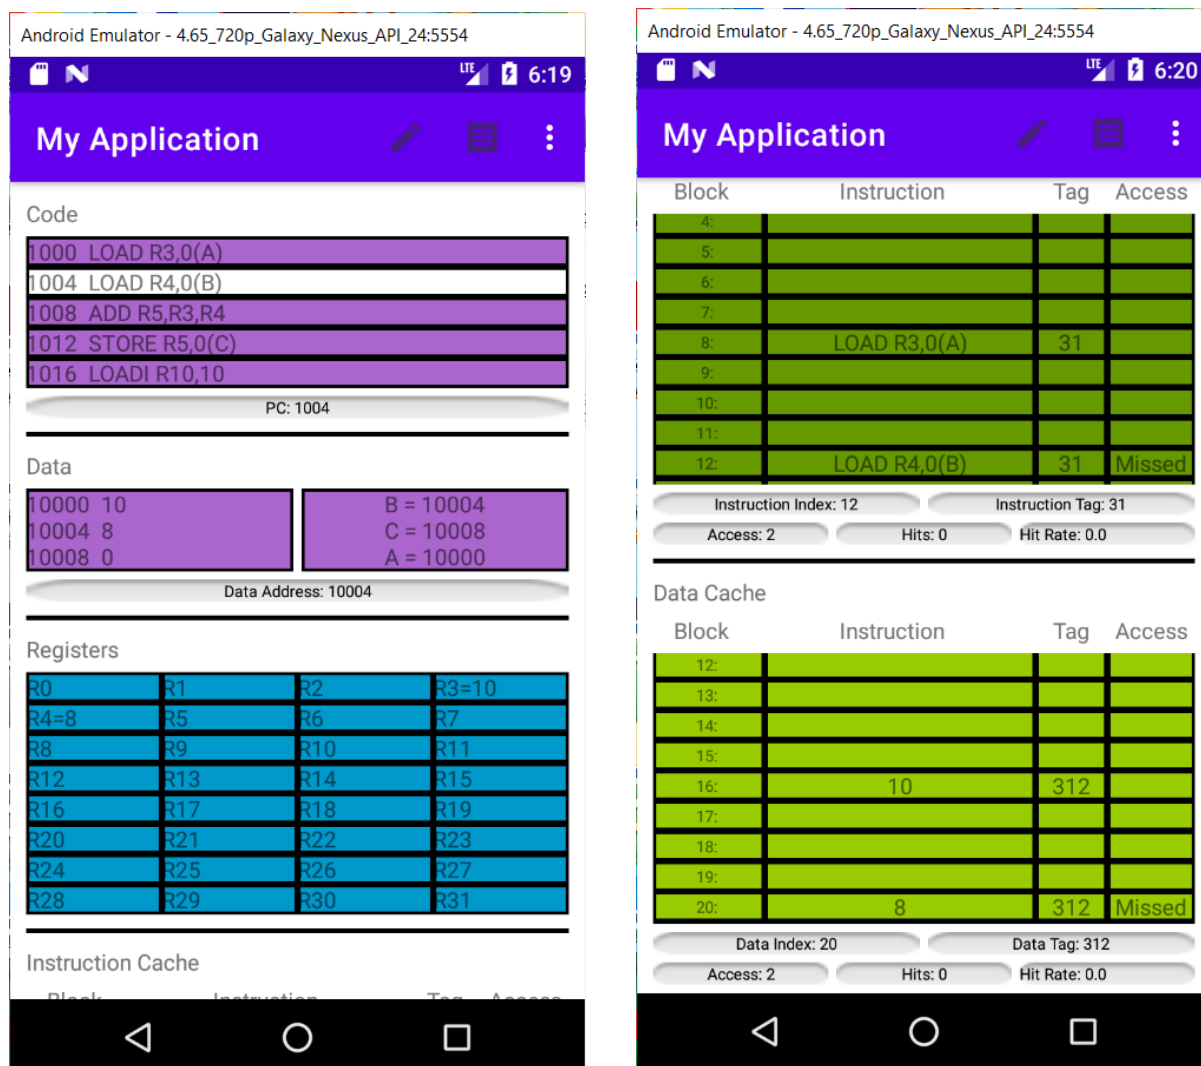 Android Emulator - 4.65_720p_Galaxy_Nexus_API_24:5554
LTE 6:19
My Application
Code
1000 LOAD R3,0(A)
1004 LOAD R4,0(B)
1008 ADD R5,R3,R4
1012 STORE R5,0(C)
1016 LOADI R10,10
PC: 1004
Data
10000 10
10004 8
10008 0
B = 10004
C = 10008
A = 10000
Data Address: 10004
Registers
R0 R1 R2 R3=10
R4=8 R5 R6 R7
R8 R9 R10 R11
R12 R13 R14 R15
R16 R17 R18 R19
R20 R21 R22 R23
R24 R25 R26 R27
R28 R29 R30 R31
Instruction Cache
Block Instruction Tag Access
Android Emulator - 4.65_720p_Galaxy_Nexus_API_24:5554
LTE 6:20
My Application
Block Instruction Tag Access
4:
5:
6:
7:
8: LOAD R3,0(A) 31
9:
10:
11:
12: LOAD R4,0(B) 31 Missed
Instruction Index: 12 Instruction Tag: 31
Access: 2 Hits: 0 Hit Rate: 0.0
Data Cache
Block Instruction Tag Access
12:
13:
14:
15:
16: 10 312
17:
18:
19:
20: 8 312 Missed
Data Index: 20 Data Tag: 312
Access: 2 Hits: 0 Hit Rate: 0.0